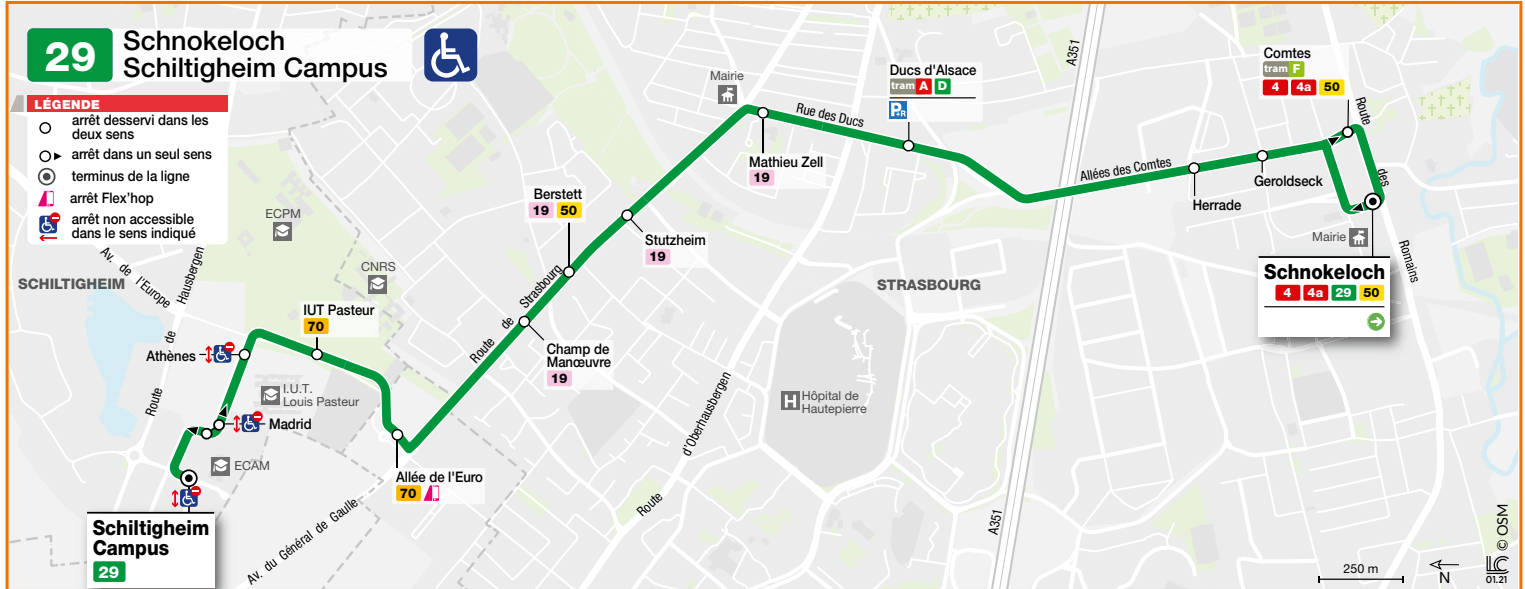 29
Schnokeloch
Schiltigheim Campus
LÉGENDE
arrêt desservi dans les
deux sens
arrêt dans un seul sens
terminus de la ligne
arrêt Flex'hop
arrêt non accessible
dans le sens indiqué
SCHILTIGHEIM
Av. de l'Europe
Route de Hausbergen
ECPM
CNRS
IUT Pasteur
70
Athènes
I.U.T.
Louis Pasteur
Madrid
ECAM
Schiltigheim
Campus
29
Av. du Général de Gaulle
Allée de l'Euro
70
Route de Strasbourg
Champ de
Manœuvre
19
Berstett
19 50
Stutzheim
19
Mairie
Mathieu Zell
19
Rue des Ducs
Ducs d'Alsace
tram A D
P+R
Route d'Oberhausbergen
H
Hôpital de
Hautepierre
STRASBOURG
A351
A351
Allées des Comtes
Herrade
Geroldseck
Comtes
tram F
4 4a 50
Route des Romains
Mairie
Schnokeloch
4 4a 29 50
250 m
N
© OSM
01.21